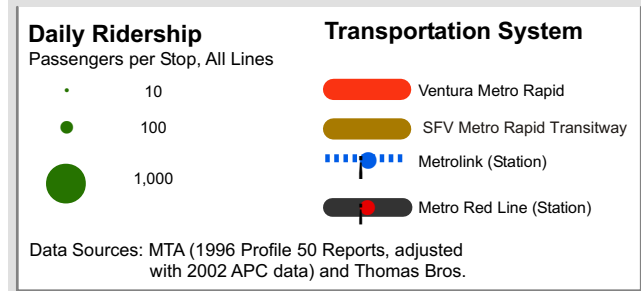 Daily Ridership
Passengers per Stop, All Lines
10
100
1,000
Transportation System
Ventura Metro Rapid
SFV Metro Rapid Transitway
Metrolink (Station)
Metro Red Line (Station)
Data Sources: MTA (1996 Profile 50 Reports, adjusted
with 2002 APC data) and Thomas Bros.